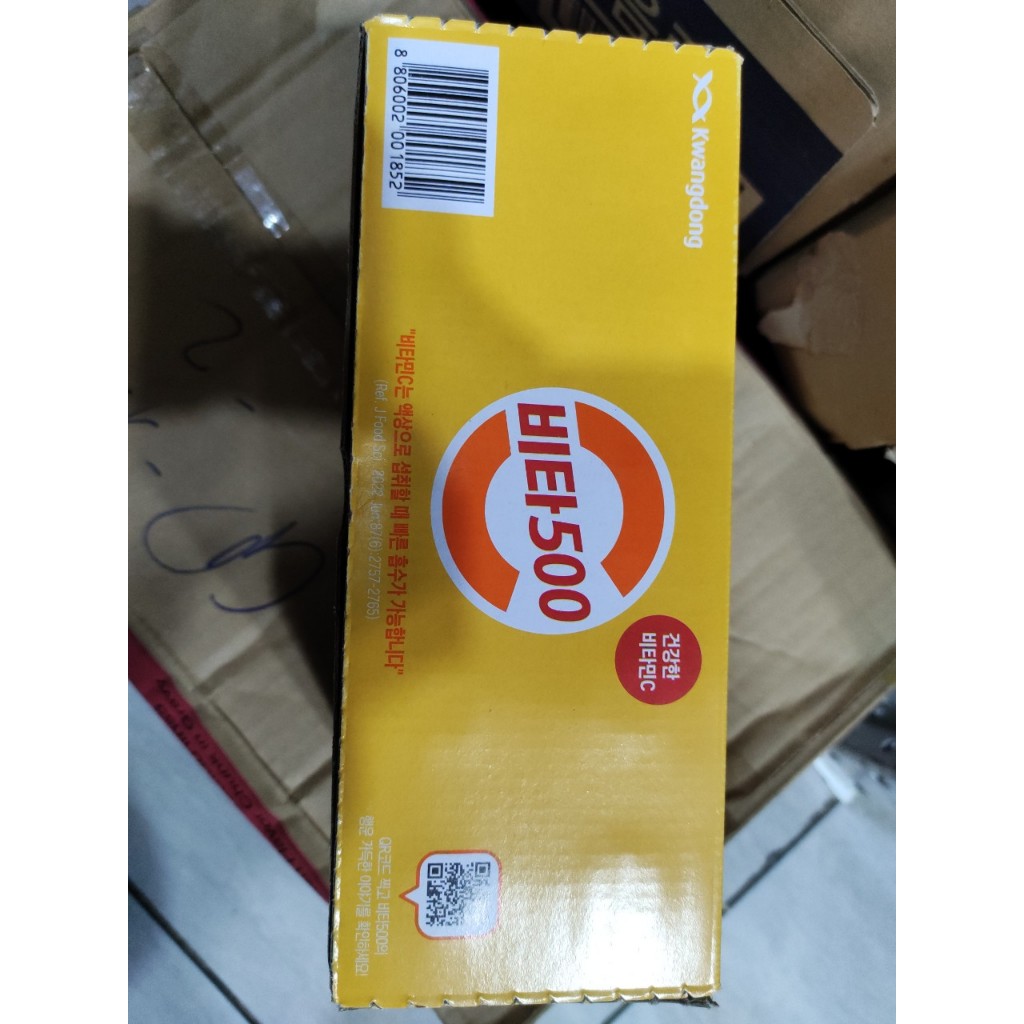 Kwangdong
비타500
건강한
비타민C
"비타민C는 액상으로 섭취할 때 빠른 흡수가 가능합니다"
(Ref. J Food Sci. 2022 Jun;87(6):2757-2765)
8 806002 001852
QR코드 찍고 비타500의
행운 가득한 이야기를 확인하세요!
in Gravy